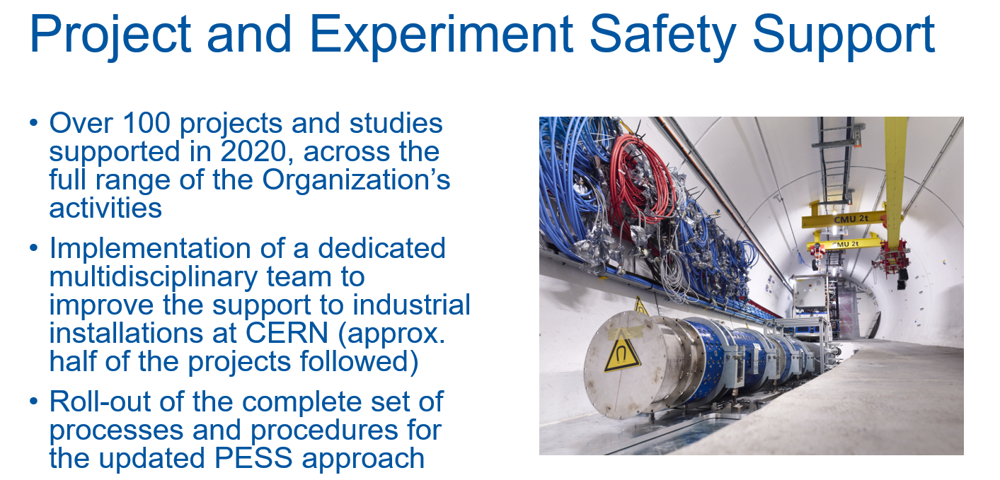 Project and Experiment Safety Support
• Over 100 projects and studies
supported in 2020, across the
full range of the Organization’s
activities
• Implementation of a dedicated
multidisciplinary team to
improve the support to industrial
installations at CERN (approx.
half of the projects followed)
• Roll-out of the complete set of
processes and procedures for
the updated PESS approach
CMU 2t
CMU 2t